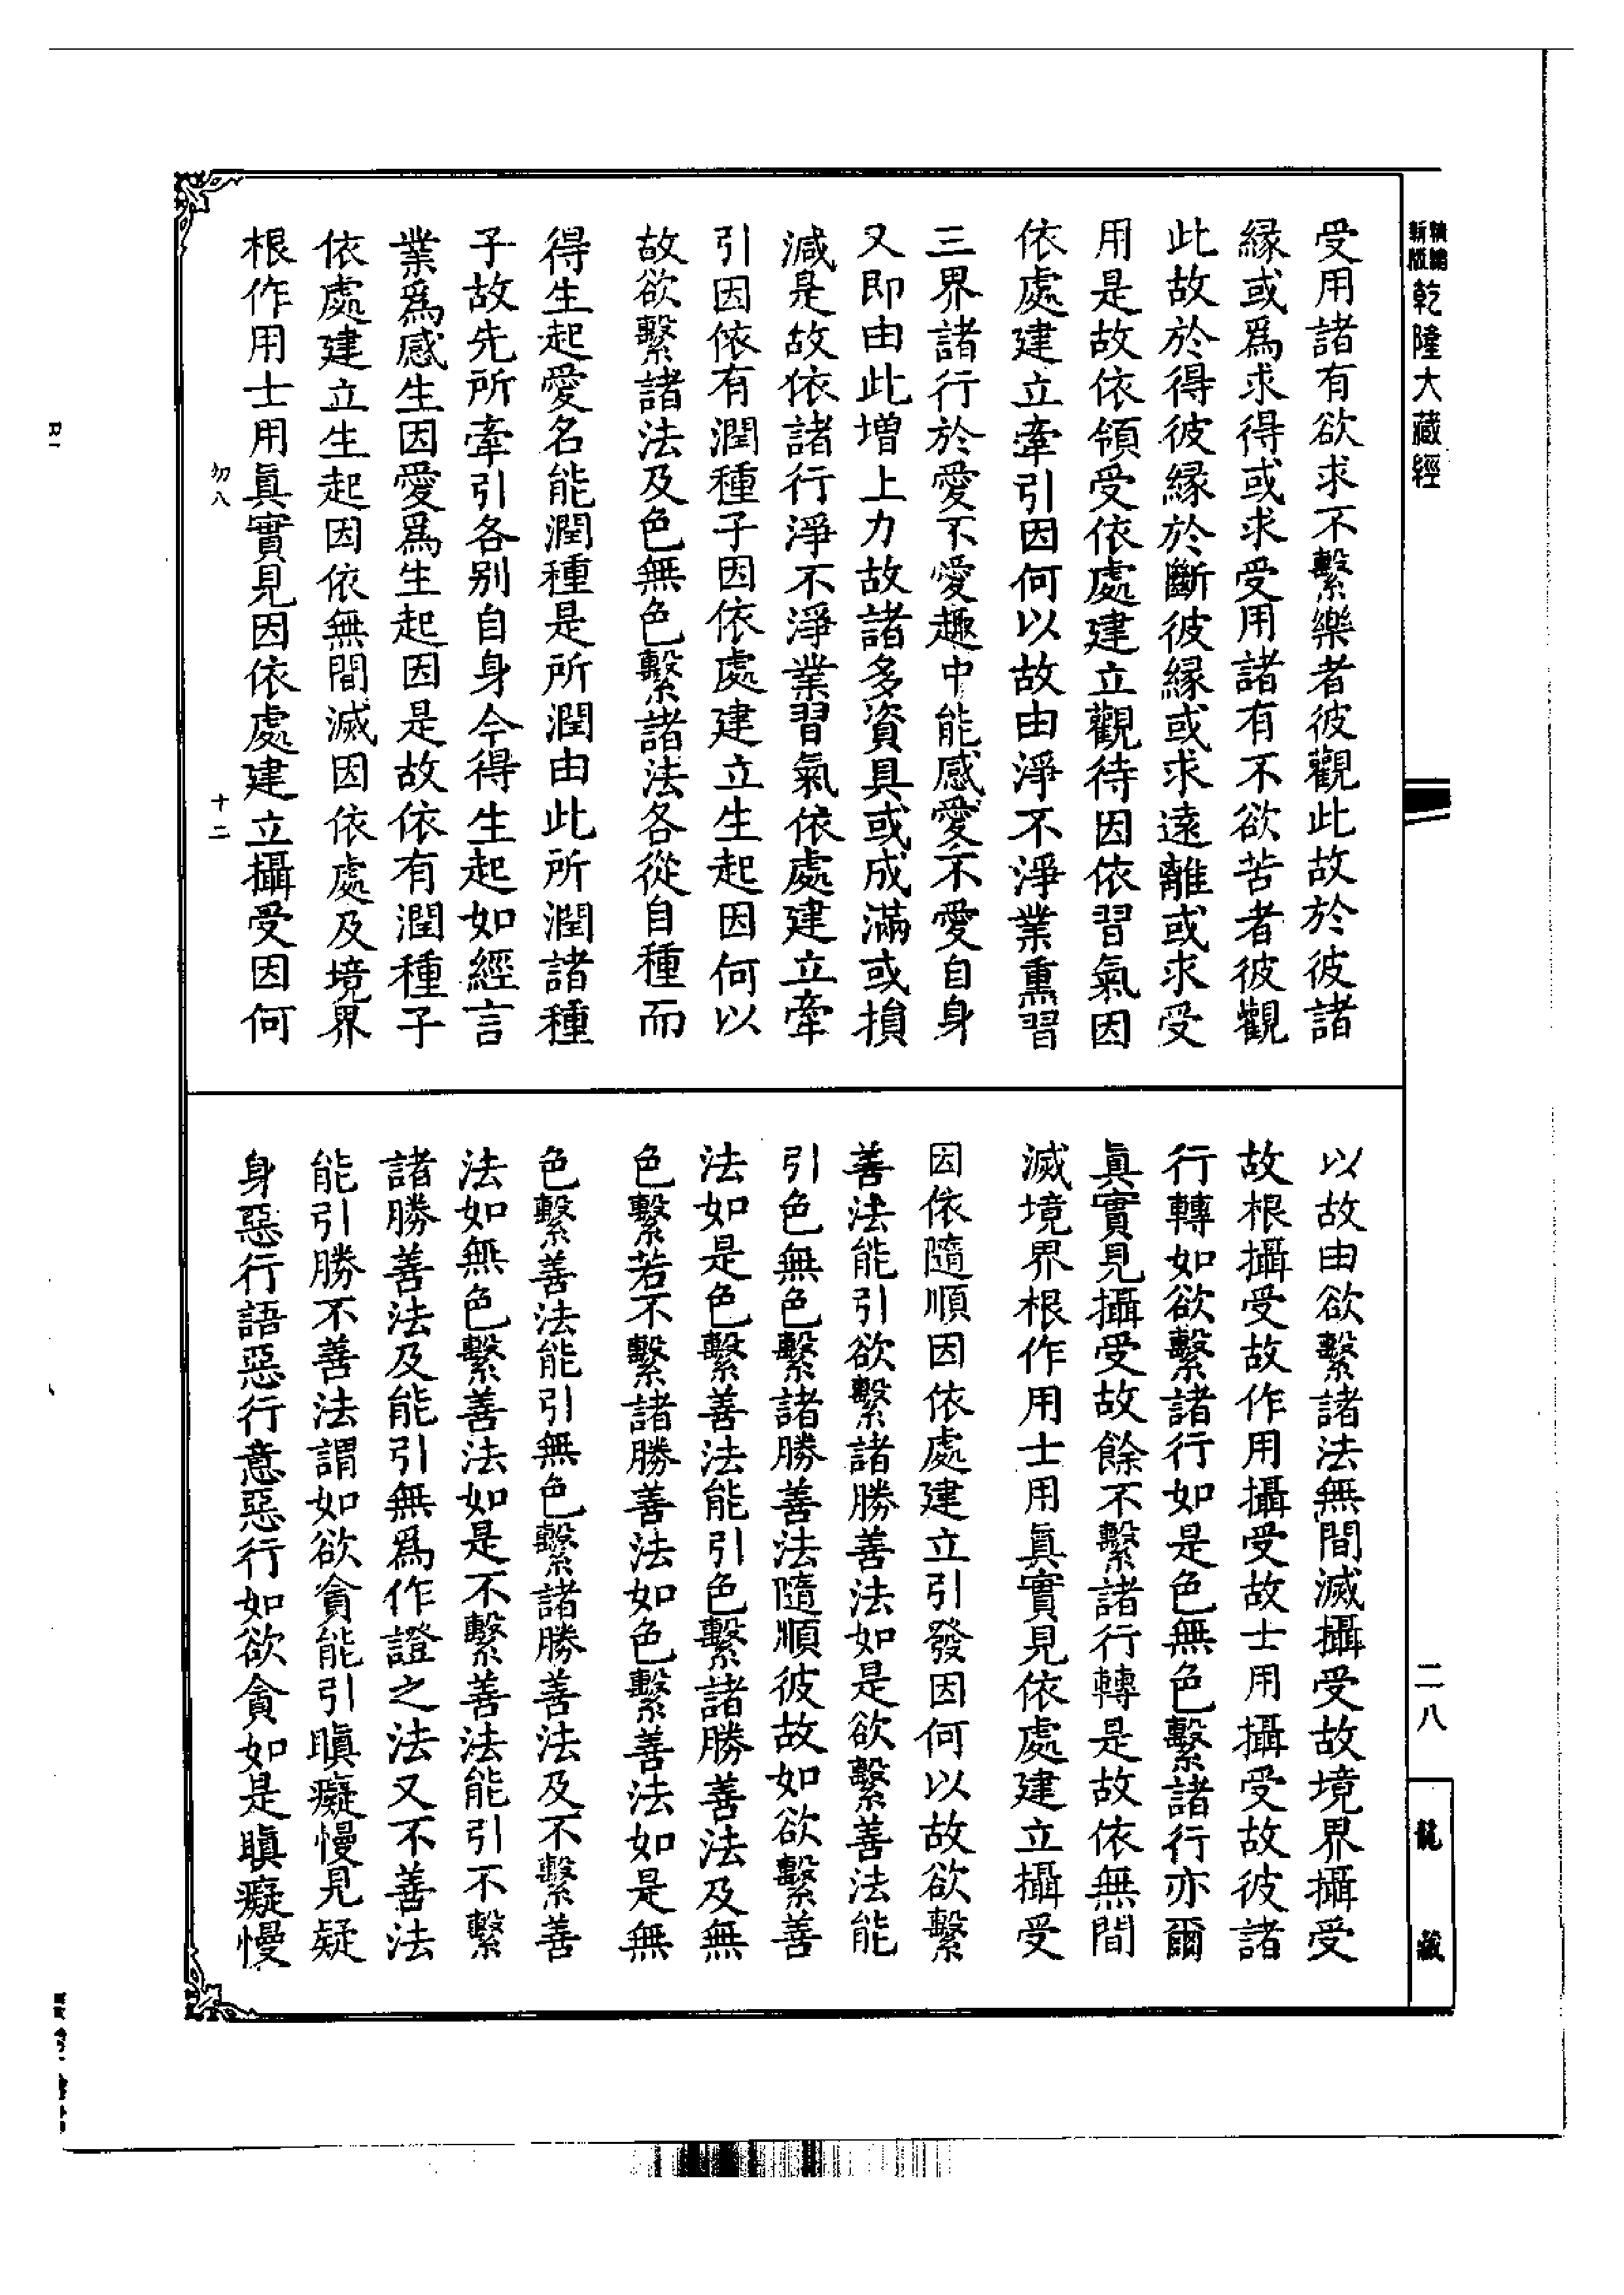 精縮
新版
乾隆大藏經
受用諸有欲求不繫樂者彼觀此故於彼諸
緣或爲求得或求受用諸有不欲苦者彼觀
此故於得彼緣於斷彼緣或求遠離或求受
用是故依領受依處建立觀待因依習氣因
依處建立牽引因何以故由淨不淨業熏習
三界諸行於愛不愛趣中能感愛不愛自身
又即由此增上力故諸多資具或成滿或損
減是故依諸行淨不淨業習氣依處建立牽
引因依有潤種子因依處建立生起因何以
故欲繫諸法及色無色繫諸法各從自種而
得生起愛名能潤種是所潤由此所潤諸種
子故先所牽引各別自身今得生起如經言
業爲感生因愛爲生起因是故依有潤種子
依處建立生起因依無間滅因依處及境界
根作用士用眞實見因依處建立攝受因何
勿八
十二
以故由欲繫諸法無間滅攝受故境界攝受
故根攝受故作用攝受故士用攝受故彼諸
行轉如欲繫諸行如是色無色繫諸行亦爾
眞實見攝受故餘不繫諸行轉是故依無間
滅境界根作用士用眞實見依處建立攝受
因依隨順因依處建立引發因何以故欲繫
善法能引欲繫諸勝善法如是欲繫善法能
引色無色繫諸勝善法隨順彼故如欲繫善
法如是色繫善法能引色繫諸勝善法及無
色繫若不繫諸勝善法如色繫善法如是無
色繫善法能引無色繫諸勝善法及不繫善
法如無色繫善法如是不繫善法能引不繫
諸勝善法及能引無爲作證之法又不善法
能引勝不善法謂如欲貪能引瞋癡慢見疑
身惡行語惡行意惡行如欲貪如是瞋癡慢
二八
龍藏